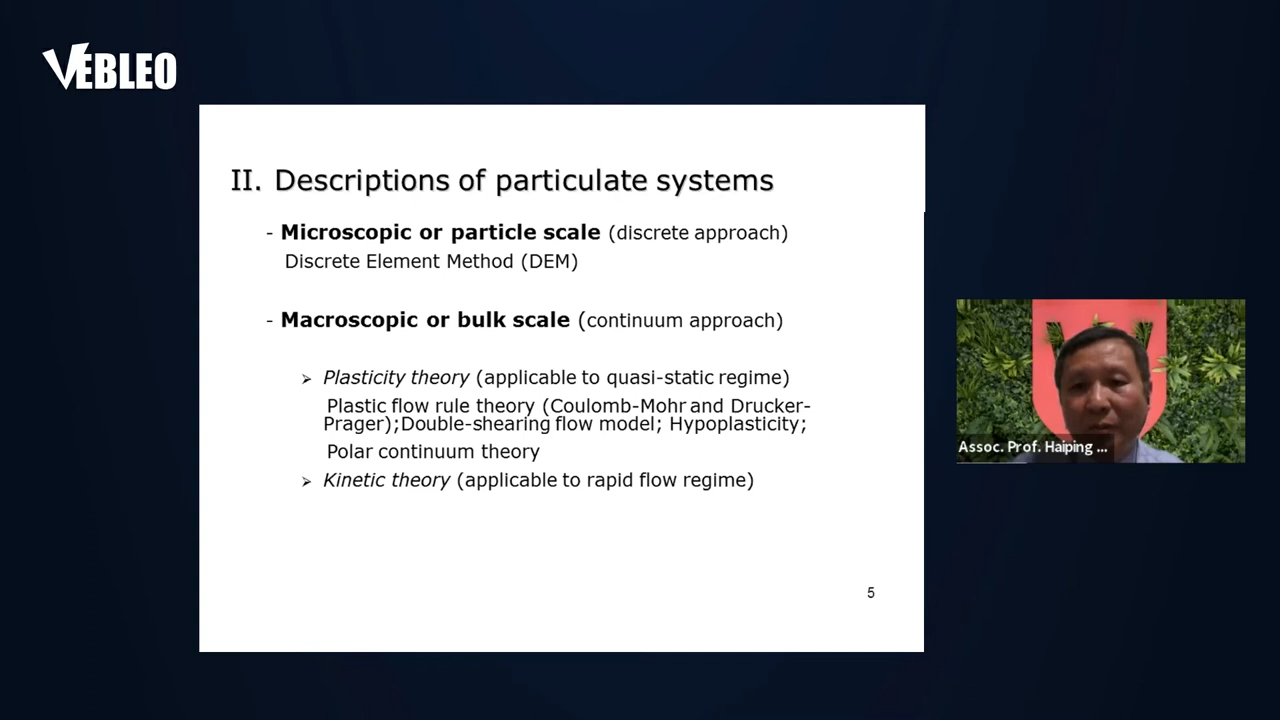 VEBLEO
II. Descriptions of particulate systems
- Microscopic or particle scale (discrete approach)
Discrete Element Method (DEM)
- Macroscopic or bulk scale (continuum approach)
➢ Plasticity theory (applicable to quasi-static regime)
Plastic flow rule theory (Coulomb-Mohr and Drucker-
Prager);Double-shearing flow model; Hypoplasticity;
Polar continuum theory
➢ Kinetic theory (applicable to rapid flow regime)
5
Assoc. Prof. Haiping ...